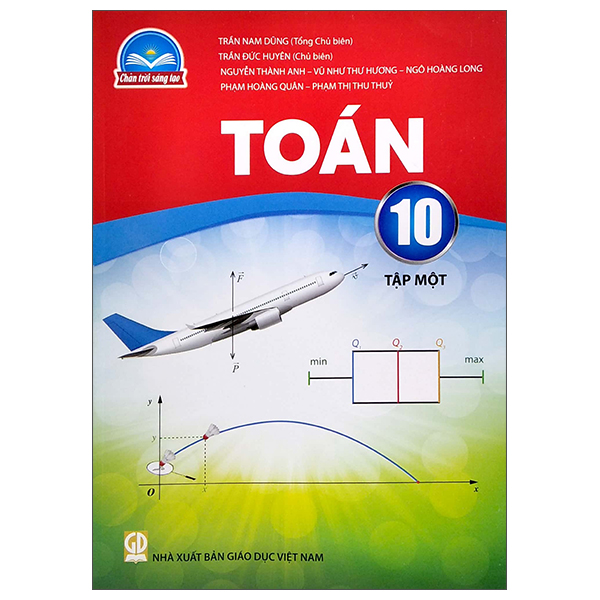 Chân trời sáng tạo
TRẦN NAM DŨNG (Tổng Chủ biên)
TRẦN ĐỨC HUYÊN (Chủ biên)
NGUYỄN THÀNH ANH – VŨ NHƯ THƯ HƯƠNG – NGÔ HOÀNG LONG
PHẠM HOÀNG QUÂN – PHẠM THỊ THU THUỶ
TOÁN
10
TẬP MỘT
F
P
min
Q₁
Q₂
Q₃
max
y
y
O
x
x
GD
NHÀ XUẤT BẢN GIÁO DỤC VIỆT NAM